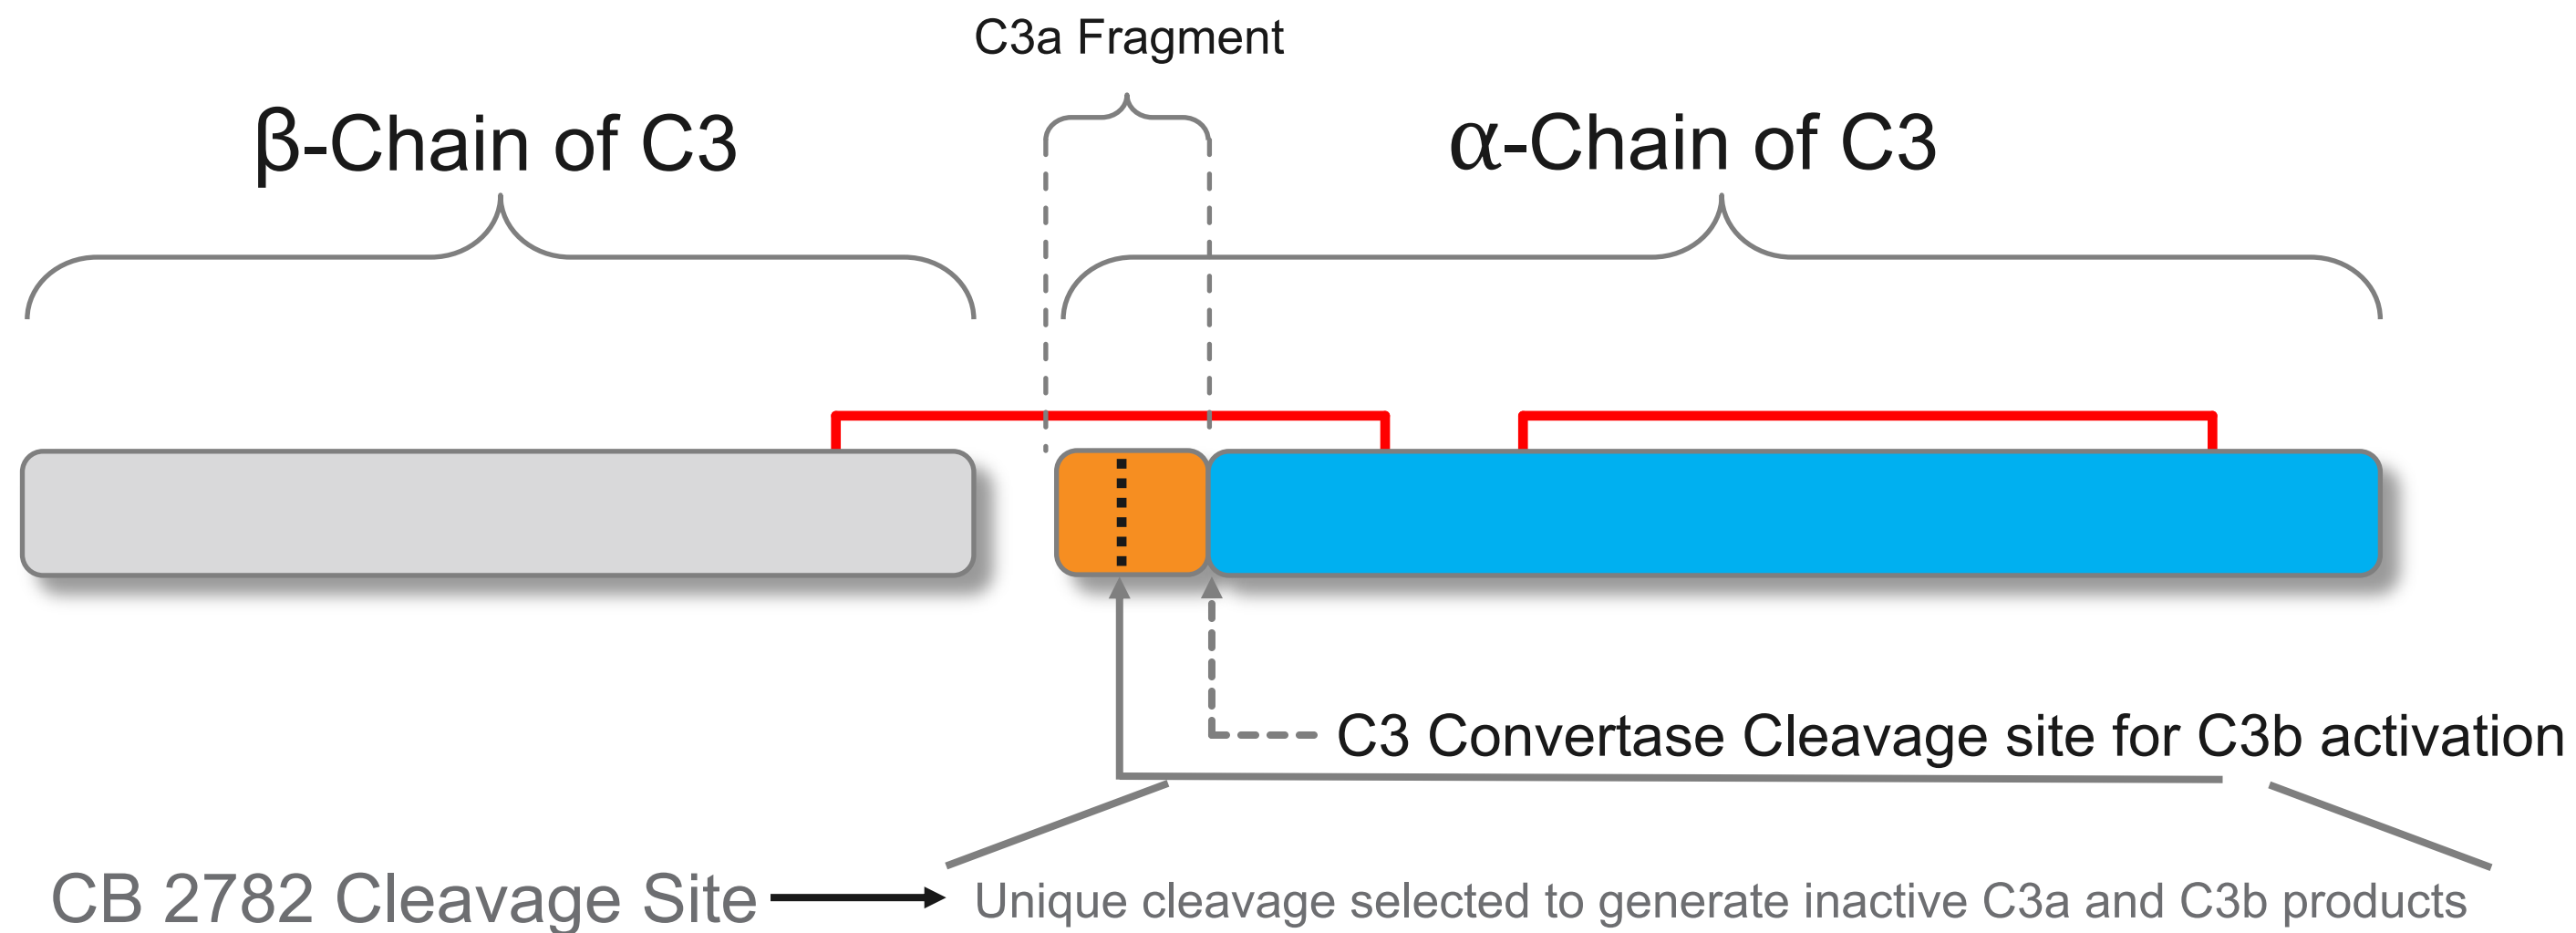 C3a Fragment
β-Chain of C3
α-Chain of C3
C3 Convertase Cleavage site for C3b activation
CB 2782 Cleavage Site
Unique cleavage selected to generate inactive C3a and C3b products